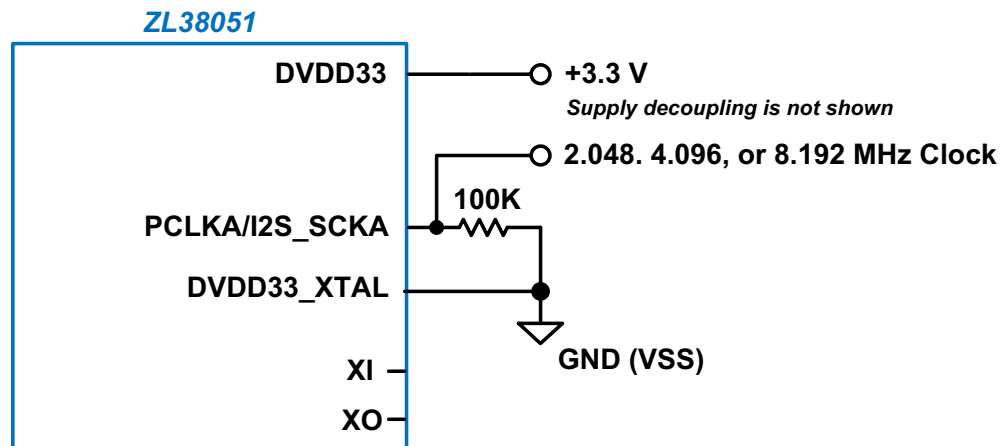 ZL38051
DVDD33
+3.3 V
Supply decoupling is not shown
2.048. 4.096, or 8.192 MHz Clock
100K
PCLKA/I2S_SCKA
DVDD33_XTAL
GND (VSS)
XI
XO